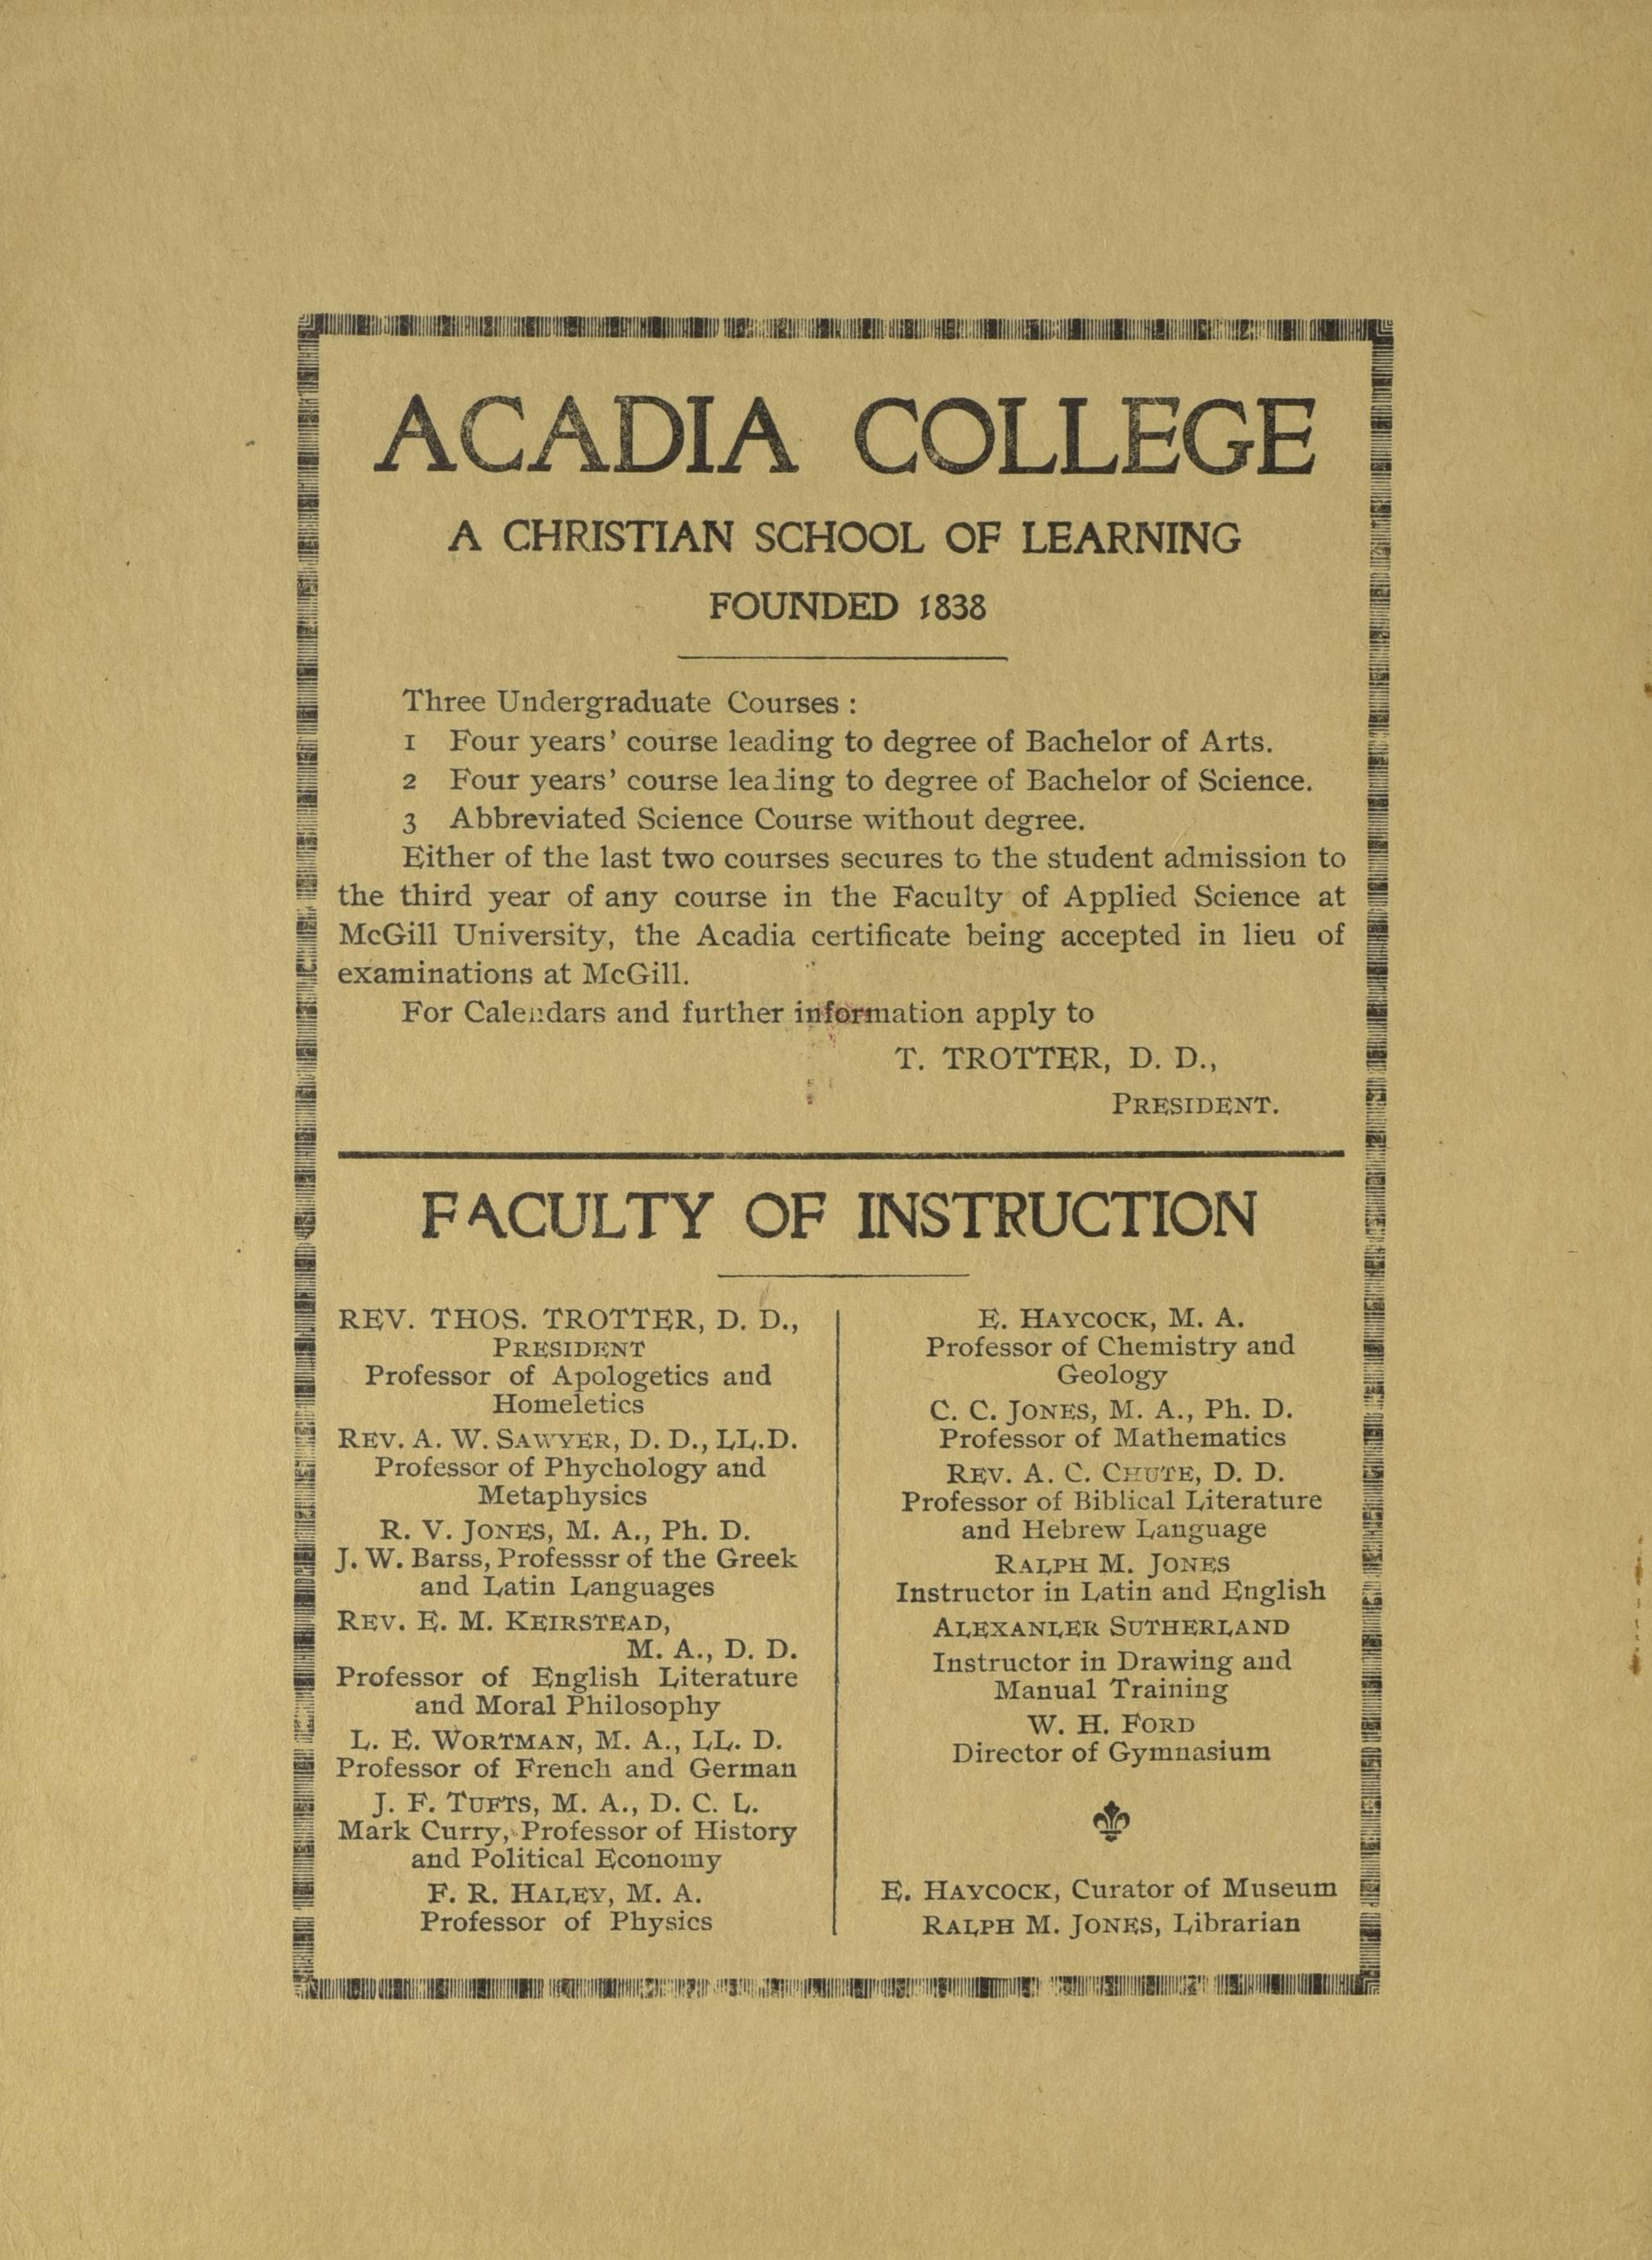 ACADIA COLLEGE
A CHRISTIAN SCHOOL OF LEARNING
FOUNDED 1838
Three Undergraduate Courses :
1 Four years' course leading to degree of Bachelor of Arts.
2 Four years' course leading to degree of Bachelor of Science.
3 Abbreviated Science Course without degree.
Either of the last two courses secures to the student admission to
the third year of any course in the Faculty of Applied Science at
McGill University, the Acadia certificate being accepted in lieu of
examinations at McGill.
For Calendars and further information apply to
T. TROTTER, D. D.,
PRESIDENT.
FACULTY OF INSTRUCTION
REV. THOS. TROTTER, D. D.,
PRESIDENT
Professor of Apologetics and
Homeletics
REV. A. W. SAWYER, D. D., LL.D.
Professor of Phychology and
Metaphysics
R. V. JONES, M. A., Ph. D.
J. W. Barss, Professsr of the Greek
and Latin Languages
REV. E. M. KEIRSTEAD,
M. A., D. D.
Professor of English Literature
and Moral Philosophy
L. E. WORTMAN, M. A., LL. D.
Professor of French and German
J. F. TUFTS, M. A., D. C. L.
Mark Curry, Professor of History
and Political Economy
F. R. HALEY, M. A.
Professor of Physics
E. HAYCOCK, M. A.
Professor of Chemistry and
Geology
C. C. JONES, M. A., Ph. D.
Professor of Mathematics
REV. A. C. CHUTE, D. D.
Professor of Biblical Literature
and Hebrew Language
RALPH M. JONES
Instructor in Latin and English
ALEXANLER SUTHERLAND
Instructor in Drawing and
Manual Training
W. H. FORD
Director of Gymnasium
E. HAYCOCK, Curator of Museum
RALPH M. JONES, Librarian